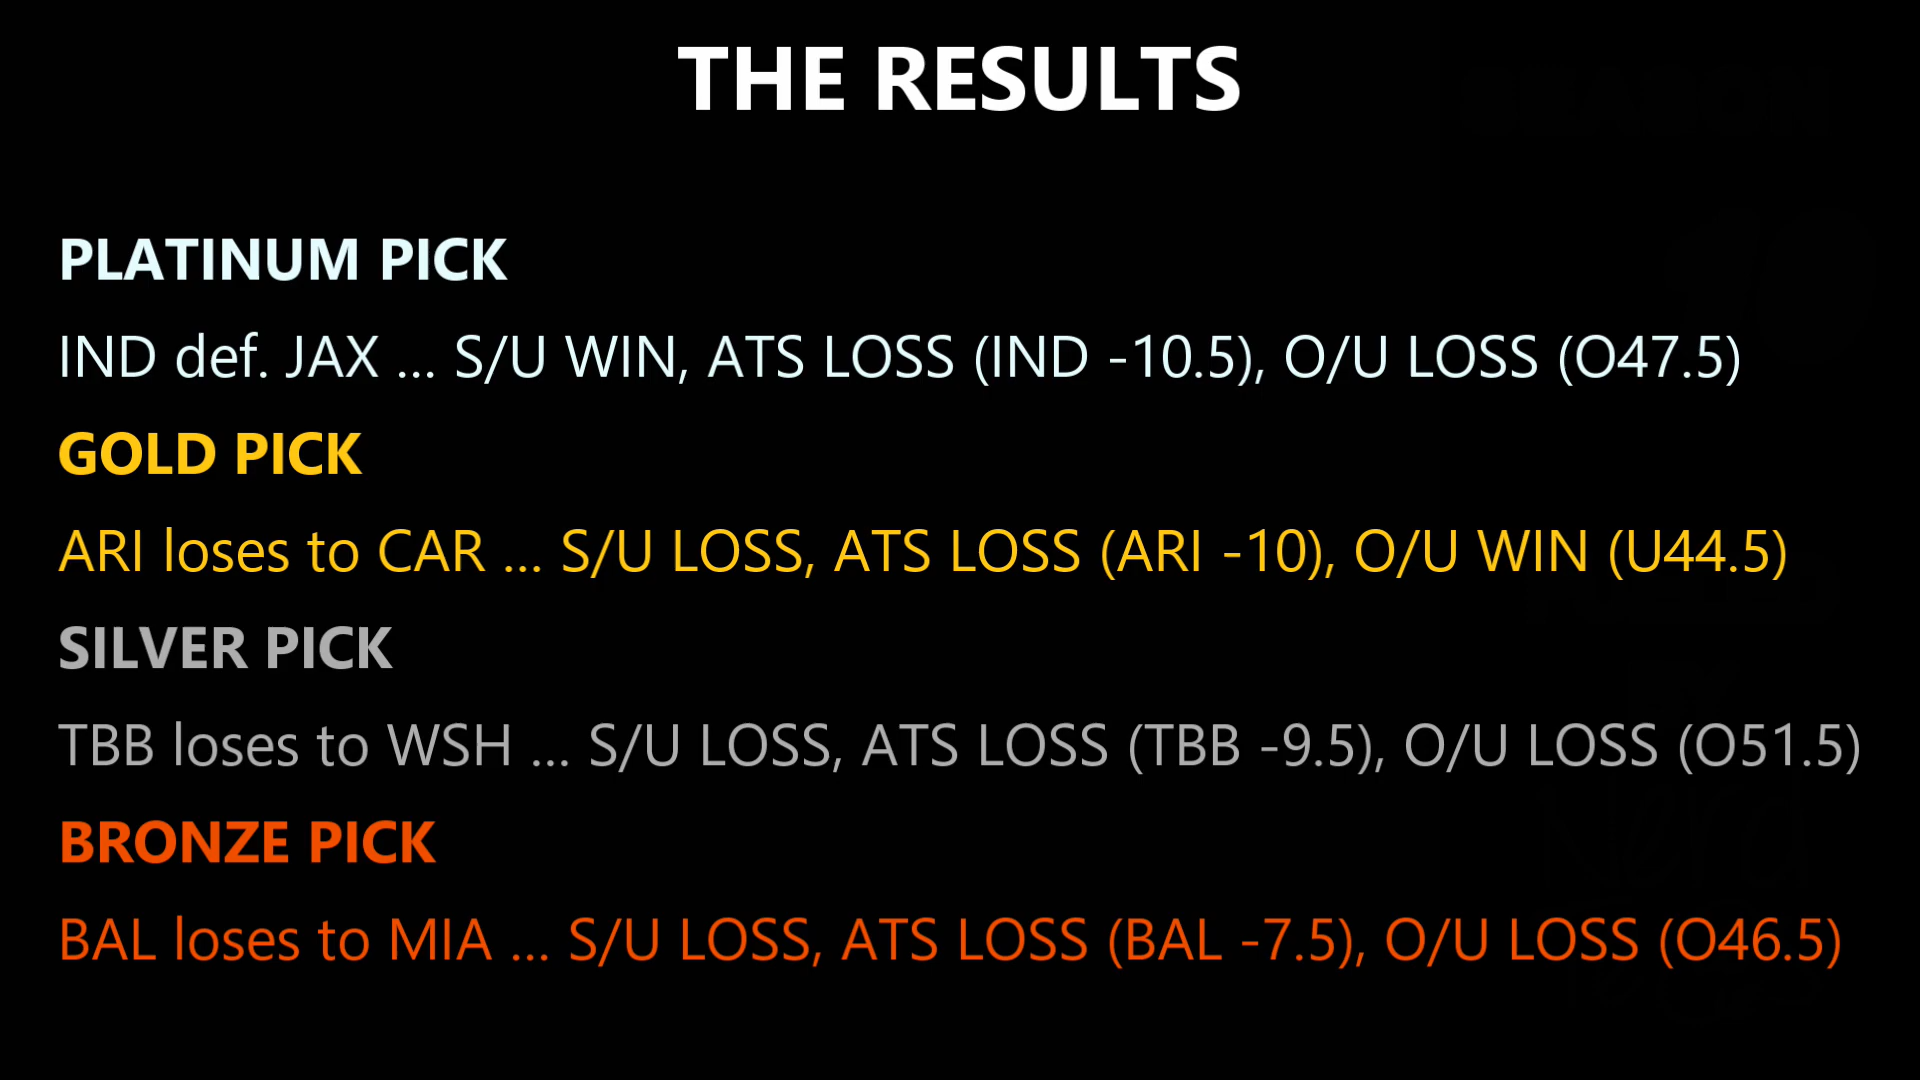 THE RESULTS
PLATINUM PICK
IND def. JAX ... S/U WIN, ATS LOSS (IND -10.5), O/U LOSS (O47.5)
GOLD PICK
ARI loses to CAR ... S/U LOSS, ATS LOSS (ARI -10), O/U WIN (U44.5)
SILVER PICK
TBB loses to WSH ... S/U LOSS, ATS LOSS (TBB -9.5), O/U LOSS (O51.5)
BRONZE PICK
BAL loses to MIA ... S/U LOSS, ATS LOSS (BAL -7.5), O/U LOSS (O46.5)